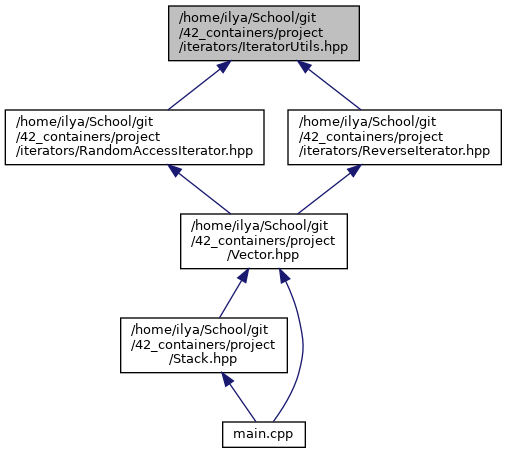 /home/ilya/School/git
/42_containers/project
/iterators/IteratorUtils.hpp
/home/ilya/School/git
/42_containers/project
/iterators/RandomAccessIterator.hpp
/home/ilya/School/git
/42_containers/project
/iterators/ReverseIterator.hpp
/home/ilya/School/git
/42_containers/project
/Vector.hpp
/home/ilya/School/git
/42_containers/project
/Stack.hpp
main.cpp